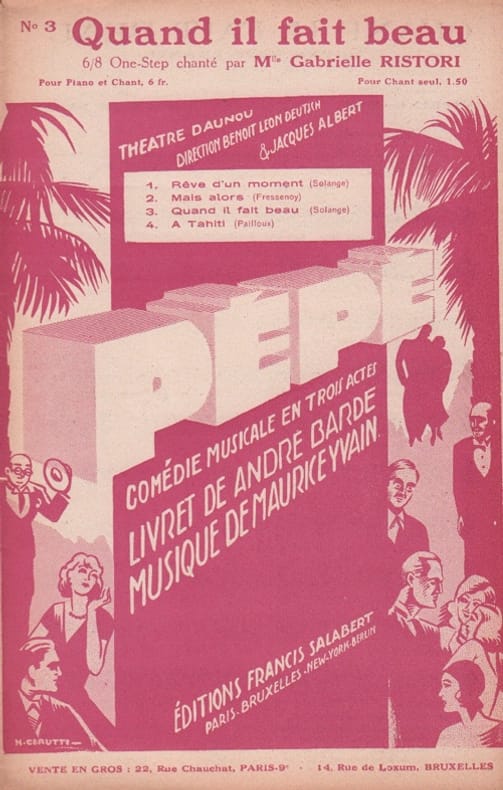 No 3 Quand il fait beau
6/8 One-Step chanté par Mlle Gabrielle RISTORI
Pour Piano et Chant, 6 fr. Pour Chant seul, 1.50
THEATRE DAUNOU
DIRECTION BENOIT LEON DEUTSCH
& JACQUES ALBERT
1. Rêve d'un moment (Solange)
2. Mais alors (Fressenoy)
3. Quand il fait beau (Solange)
4. A Tahiti (Pailloux)
PÉPÉ
COMÉDIE MUSICALE EN TROIS ACTES
LIVRET DE ANDRÉ BARDE
MUSIQUE DE MAURICE YVAIN
ÉDITIONS FRANCIS SALABERT
PARIS-BRUXELLES-NEW-YORK-BERLIN
H-CERUTTI-
VENTE EN GROS : 22, Rue Chauchat, PARIS-9e - 14, Rue de Loxum, BRUXELLES